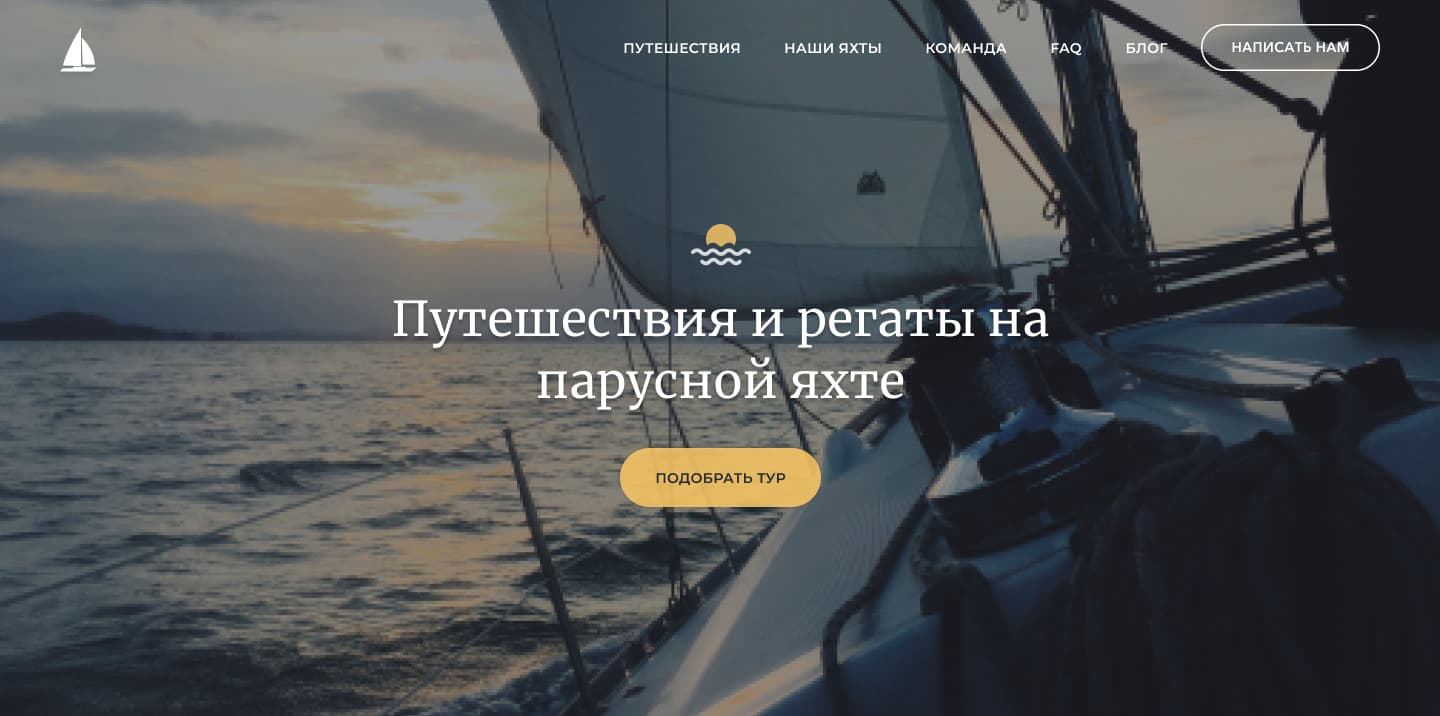 ПУТЕШЕСТВИЯ НАШИ ЯХТЫ КОМАНДА FAQ БЛОГ НАПИСАТЬ НАМ
Путешествия и регаты на
парусной яхте
ПОДОБРАТЬ ТУР